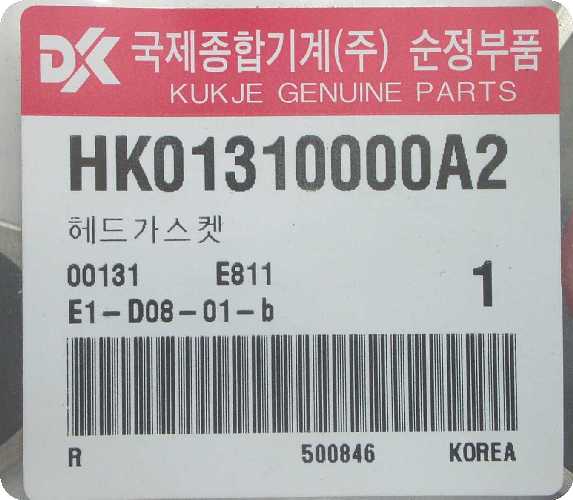 DK 국제종합기계(주) 순정부품
KUKJE GENUINE PARTS
HK01310000A2
헤드가스켓
00131 E811 1
E1-D08-01-b
R 500846 KOREA